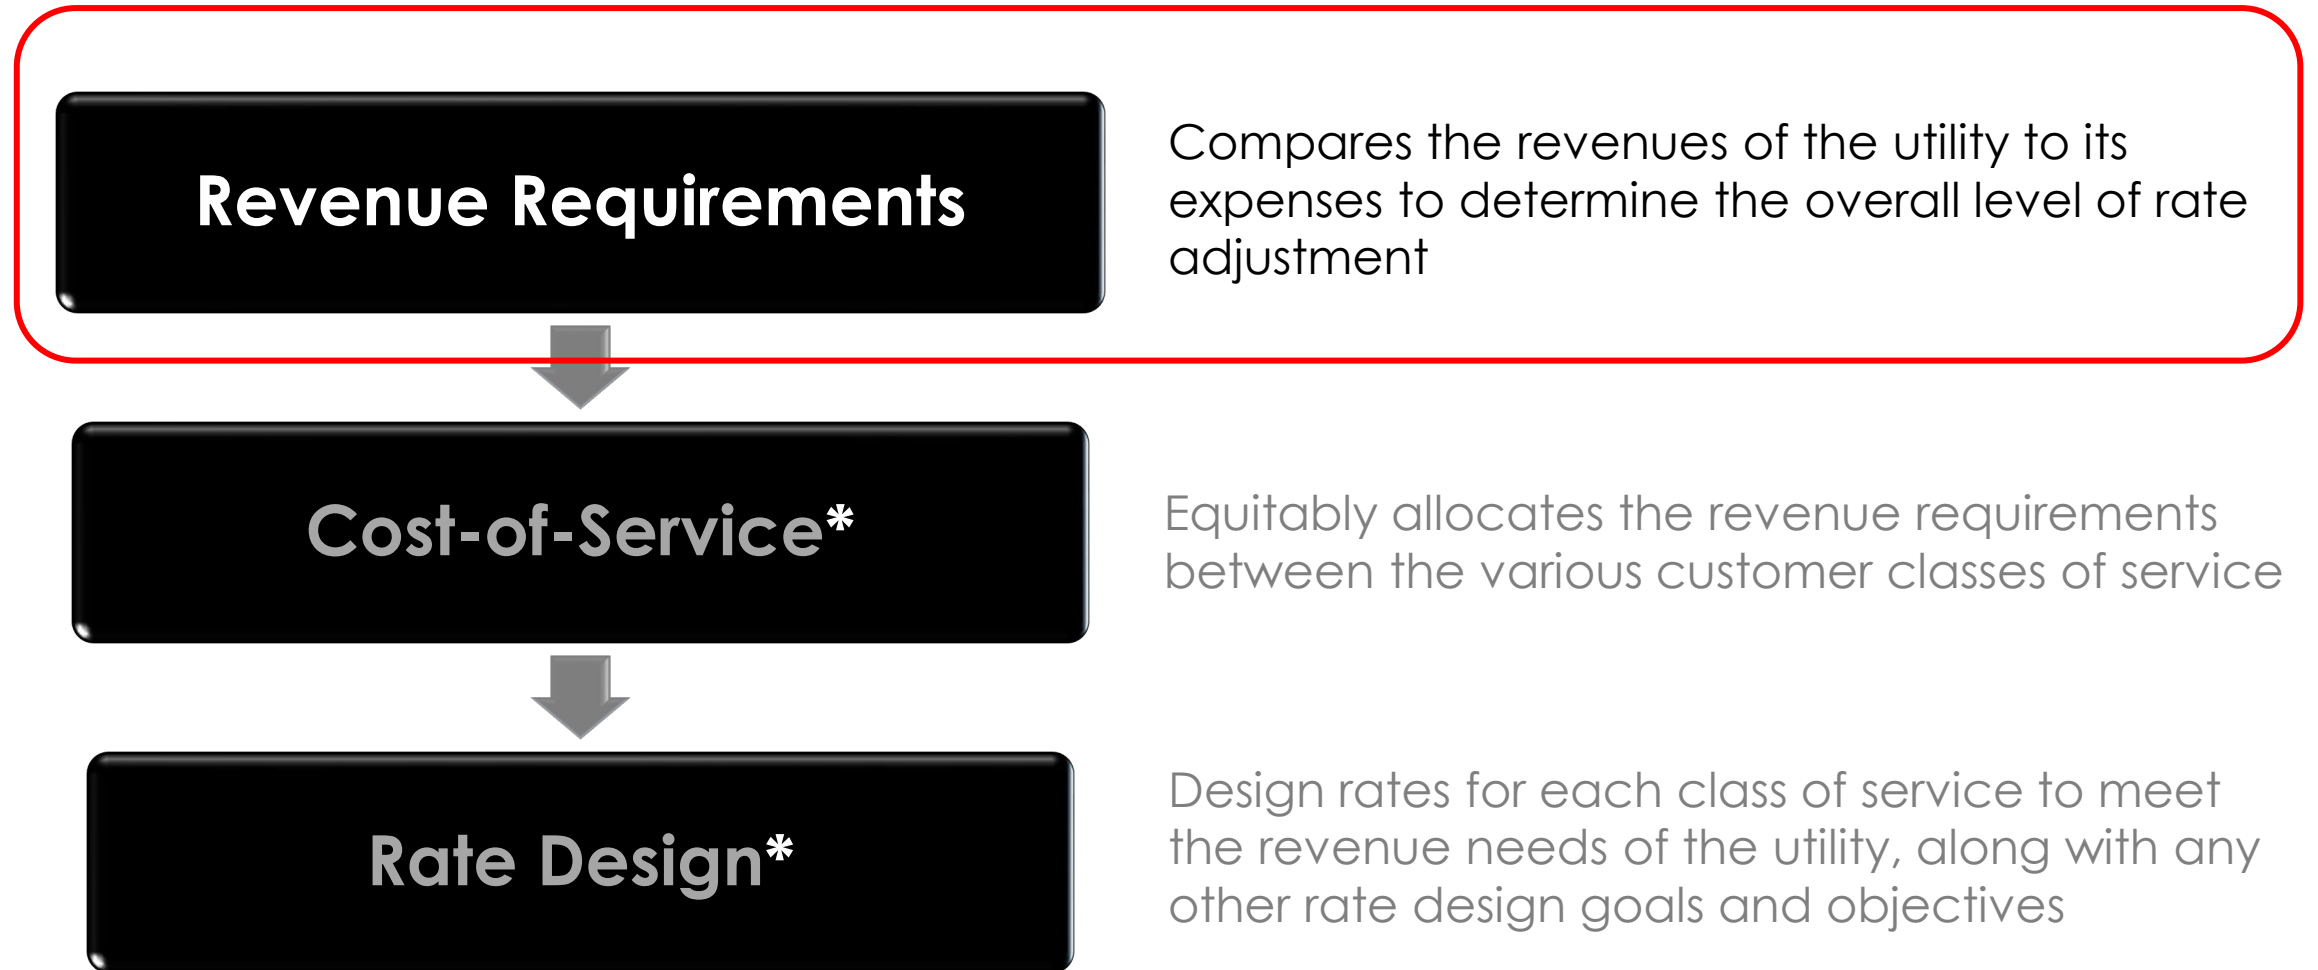 Revenue Requirements
Compares the revenues of the utility to its
expenses to determine the overall level of rate
adjustment
Cost-of-Service*
Equitably allocates the revenue requirements
between the various customer classes of service
Rate Design*
Design rates for each class of service to meet
the revenue needs of the utility, along with any
other rate design goals and objectives